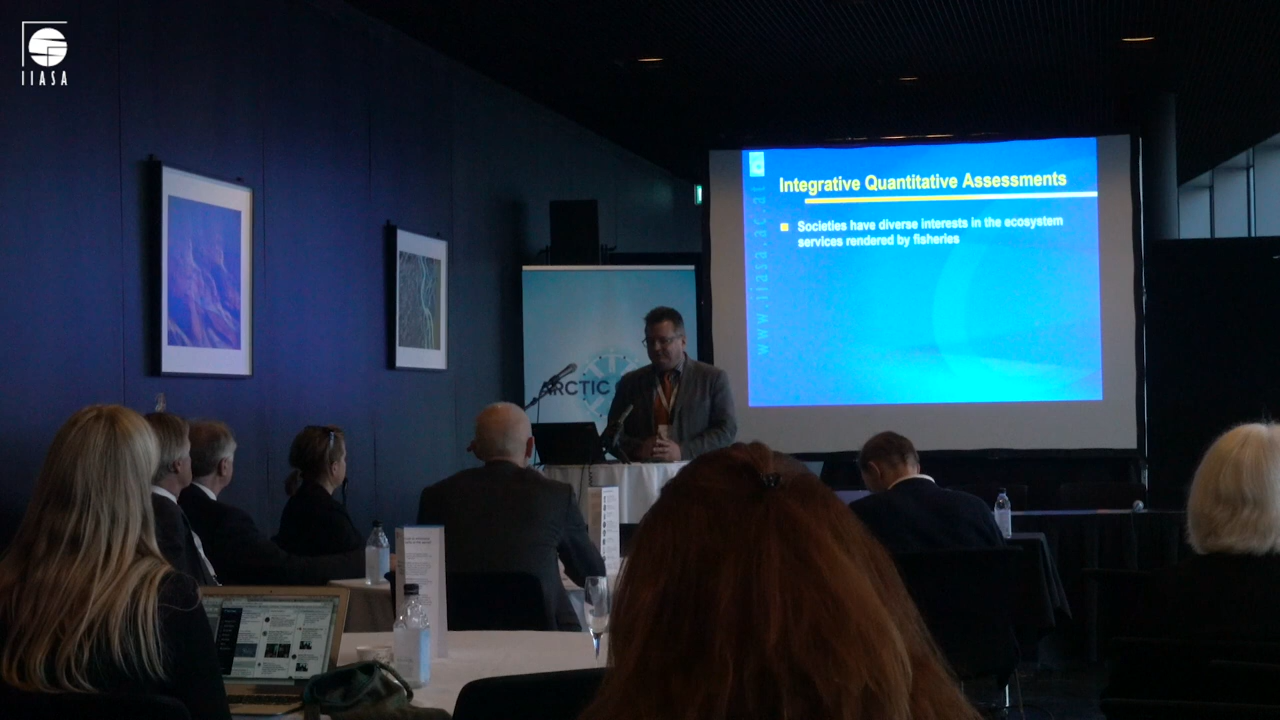 IIASA
Integrative Quantitative Assessments
Societies have diverse interests in the ecosystem
services rendered by fisheries
www.iiasa.ac.at
ARCTIC